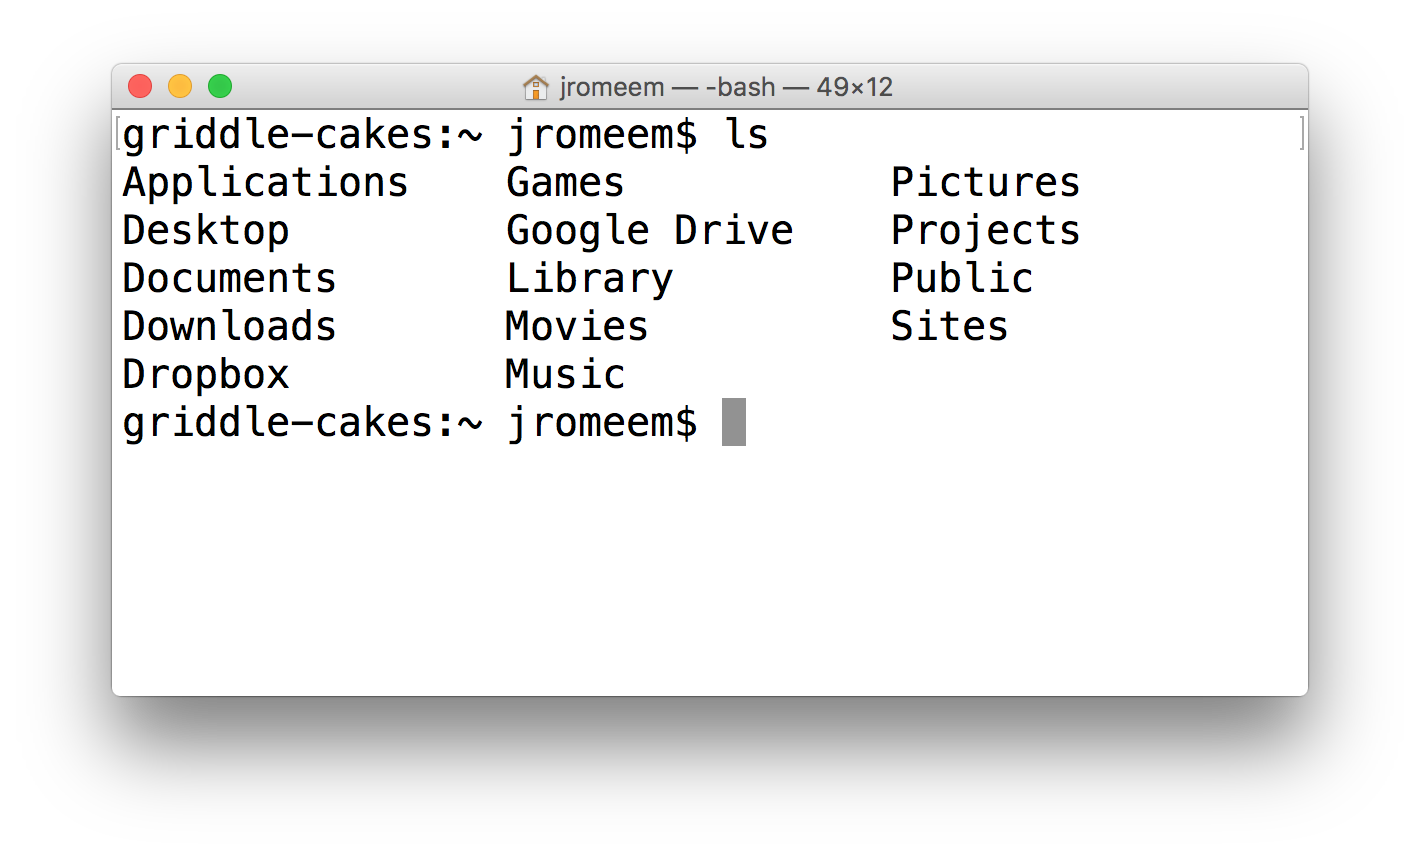 jromeem — -bash — 49×12
griddle-cakes:~ jromeem$ ls
Applications    Games           Pictures
Desktop         Google Drive    Projects
Documents       Library         Public
Downloads       Movies          Sites
Dropbox         Music
griddle-cakes:~ jromeem$